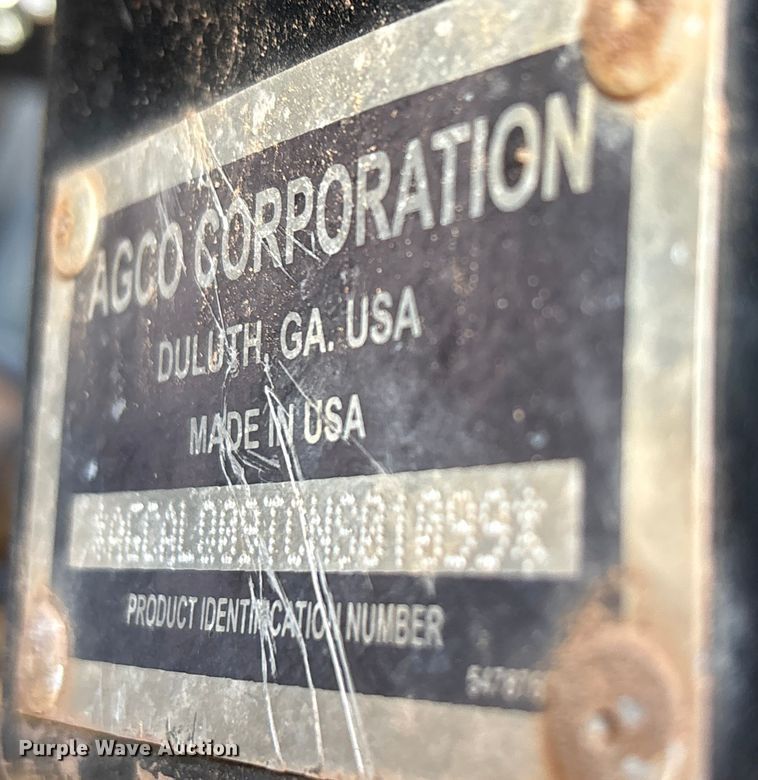 AGCO CORPORATION
DULUTH, GA. USA
MADE IN USA
PRODUCT IDENTIFICATION NUMBER
Purple Wave Auction